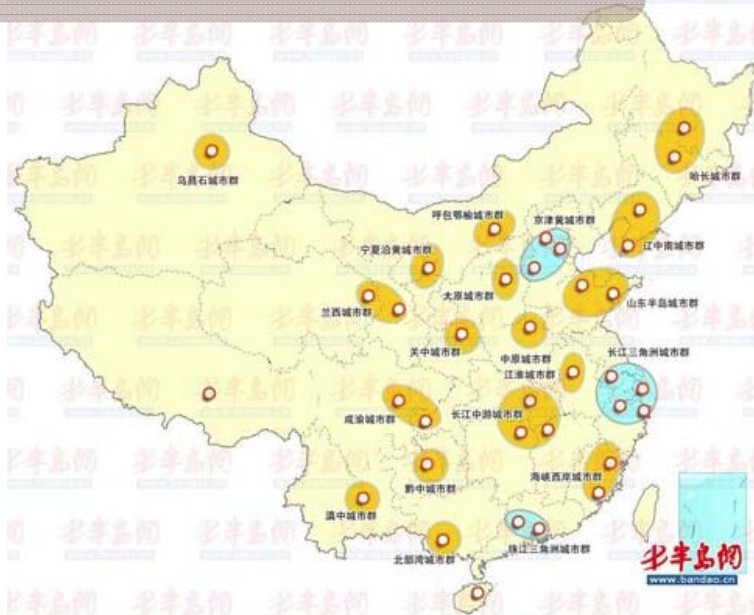 哈长城市群
乌昌石城市群
呼包鄂榆城市群
京津冀城市群
辽中南城市群
宁夏沿黄城市群
太原城市群
山东半岛城市群
兰西城市群
关中城市群
中原城市群
长江三角洲城市群
江淮城市群
成渝城市群
长江中游城市群
黔中城市群
海峡西岸城市群
滇中城市群
北部湾城市群
珠江三角洲城市群
半岛网
www.bandao.cn